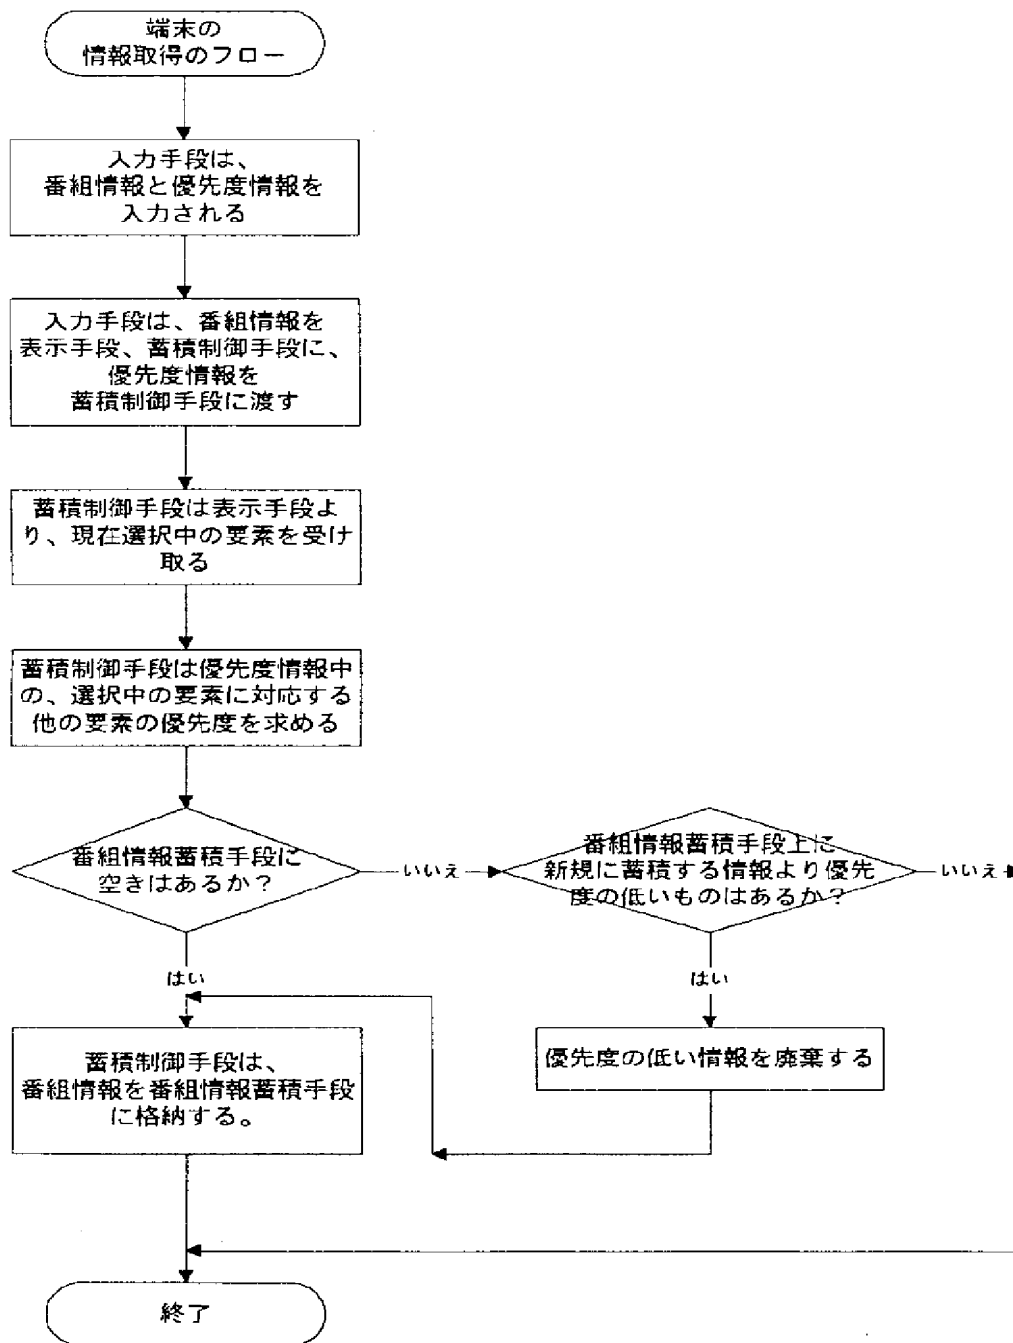 端末の
情報取得のフロー
入力手段は、
番組情報と優先度情報を
入力される
入力手段は、番組情報を
表示手段、蓄積制御手段に、
優先度情報を
蓄積制御手段に渡す
蓄積制御手段は表示手段よ
り、現在選択中の要素を受け
取る
蓄積制御手段は優先度情報中
の、選択中の要素に対応する
他の要素の優先度を求める
番組情報蓄積手段に
空きはあるか？
いいえ
番組情報蓄積手段上に
新規に蓄積する情報より優先
度の低いものはあるか？
いいえ
はい
はい
蓄積制御手段は、
番組情報を番組情報蓄積手段
に格納する。
優先度の低い情報を廃棄する
終了